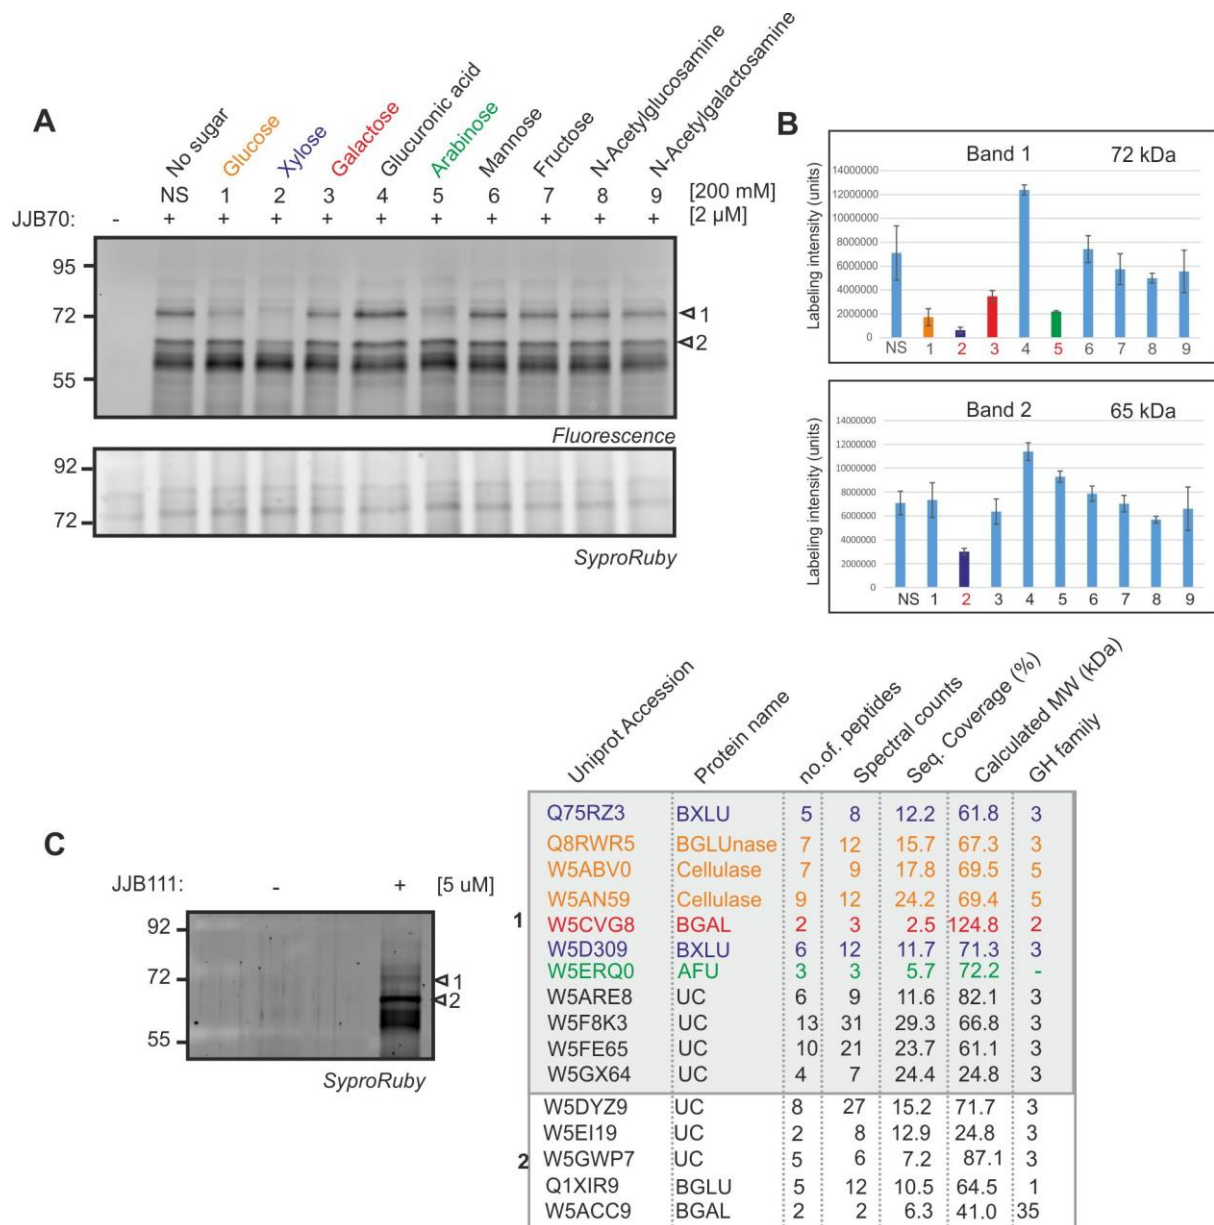 A
No sugar
Glucose
Xylose
Galactose
Glucuronic acid
Arabinose
Mannose
Fructose
N-Acetylglucosamine
N-Acetylgalactosamine
NS 1 2 3 4 5 6 7 8 9 [200 mM]
JJB70: - + + + + + + + + + + [2 µM]
95
72
55
1
2
Fluorescence
92
72
SyproRuby
B
Band 1 72 kDa
Labeling intensity (units)
14000000
12000000
10000000
8000000
6000000
4000000
2000000
0
NS 1 2 3 4 5 6 7 8 9
Band 2 65 kDa
Labeling intensity (units)
14000000
12000000
10000000
8000000
6000000
4000000
2000000
0
NS 1 2 3 4 5 6 7 8 9
C
JJB111: - + [5 uM]
92
72
55
1
2
SyproRuby
Uniprot Accession
Protein name
no.of. peptides
Spectral counts
Seq. Coverage (%)
Calculated MW (kDa)
GH family
1
Q75RZ3 BXLU 5 8 12.2 61.8 3
Q8RWR5 BGLUnase 7 12 15.7 67.3 3
W5ABV0 Cellulase 7 9 17.8 69.5 5
W5AN59 Cellulase 9 12 24.2 69.4 5
W5CVG8 BGAL 2 3 2.5 124.8 2
W5D309 BXLU 6 12 11.7 71.3 3
W5ERQ0 AFU 3 3 5.7 72.2 -
W5ARE8 UC 6 9 11.6 82.1 3
W5F8K3 UC 13 31 29.3 66.8 3
W5FE65 UC 10 21 23.7 61.1 3
W5GX64 UC 4 7 24.4 24.8 3
2
W5DYZ9 UC 8 27 15.2 71.7 3
W5EI19 UC 2 8 12.9 24.8 3
W5GWP7 UC 5 6 7.2 87.1 3
Q1XIR9 BGLU 5 12 10.5 64.5 1
W5ACC9 BGAL 2 2 6.3 41.0 35